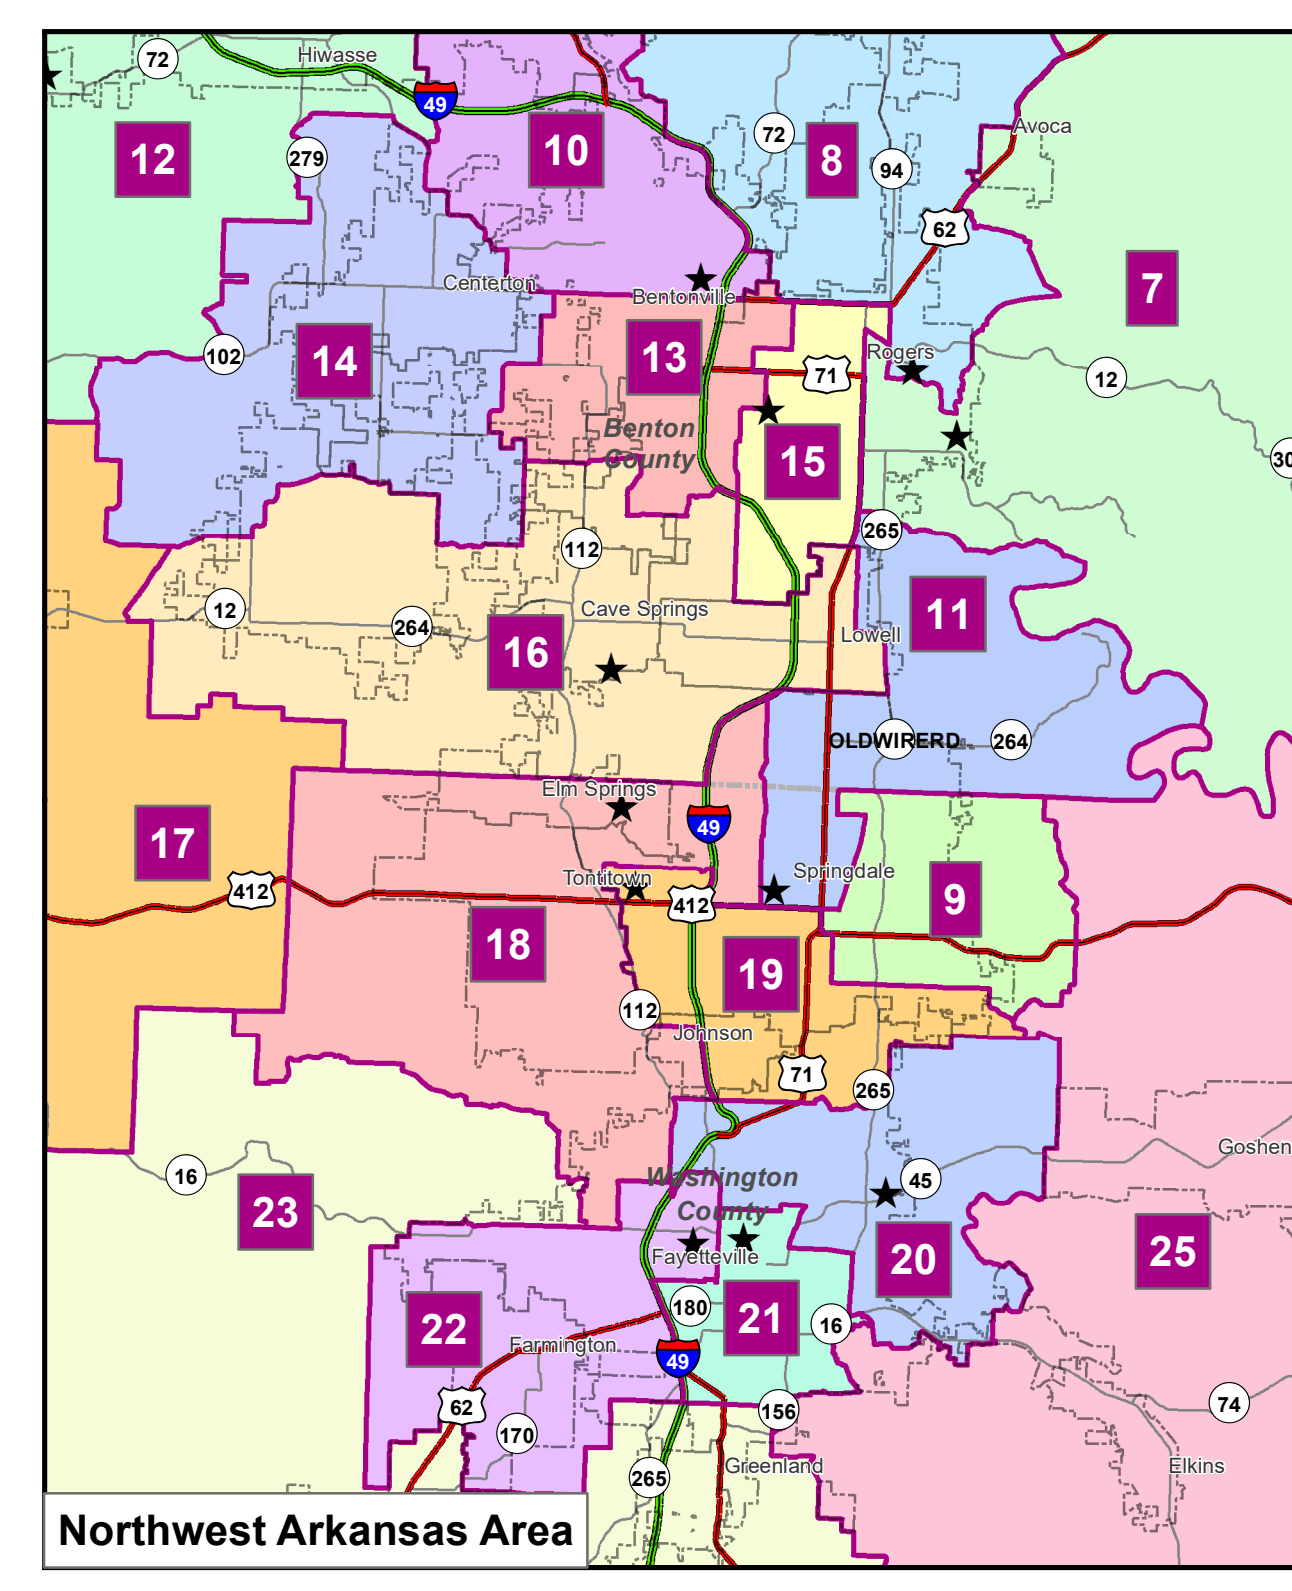 72
Hiwasse
49
12
279
10
72
8
94
Avoca
62
7
Centerton
Bentonville
102
14
13
71
Rogers
12
Benton
County
15
30
265
112
12
264
16
Cave Springs
Lowell
11
OLDWIRERD
264
Elm Springs
49
17
412
Tontitown
412
Springdale
9
18
19
112
Johnson
71
265
16
23
Washington
County
45
Goshen
Fayetteville
20
25
22
180
21
16
Farmington
49
62
170
156
74
265
Greenland
Elkins
Northwest Arkansas Area